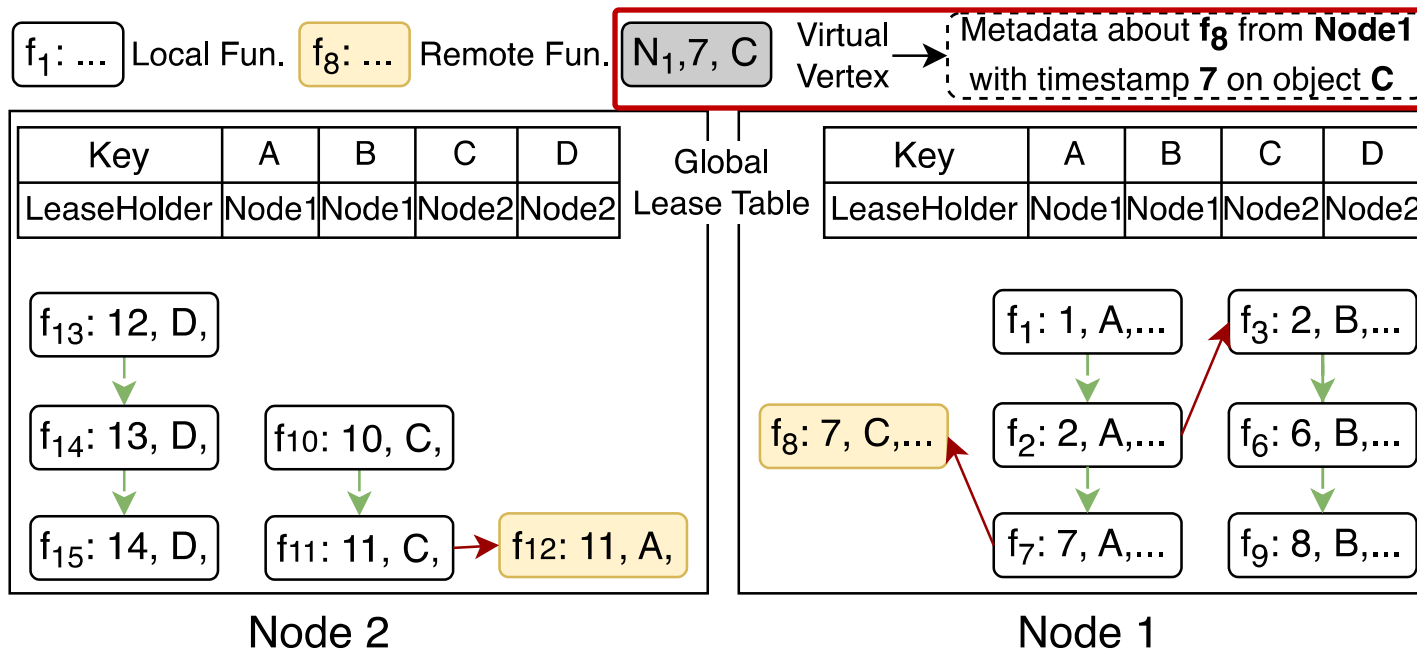 f₁: ... Local Fun. f₈: ... Remote Fun. N₁,7, C Virtual Vertex Metadata about f₈ from Node1 with timestamp 7 on object C
Key A B C D
LeaseHolder Node1 Node1 Node2 Node2
Global
Lease Table
Key A B C D
LeaseHolder Node1 Node1 Node2 Node2
f₁₃: 12, D,
f₁₄: 13, D,
f₁₅: 14, D,
f₁₀: 10, C,
f₁₁: 11, C,
f₁₂: 11, A,
Node 2
f₈: 7, C,...
f₁: 1, A,...
f₂: 2, A,...
f₇: 7, A,...
f₃: 2, B,...
f₆: 6, B,...
f₉: 8, B,...
Node 1